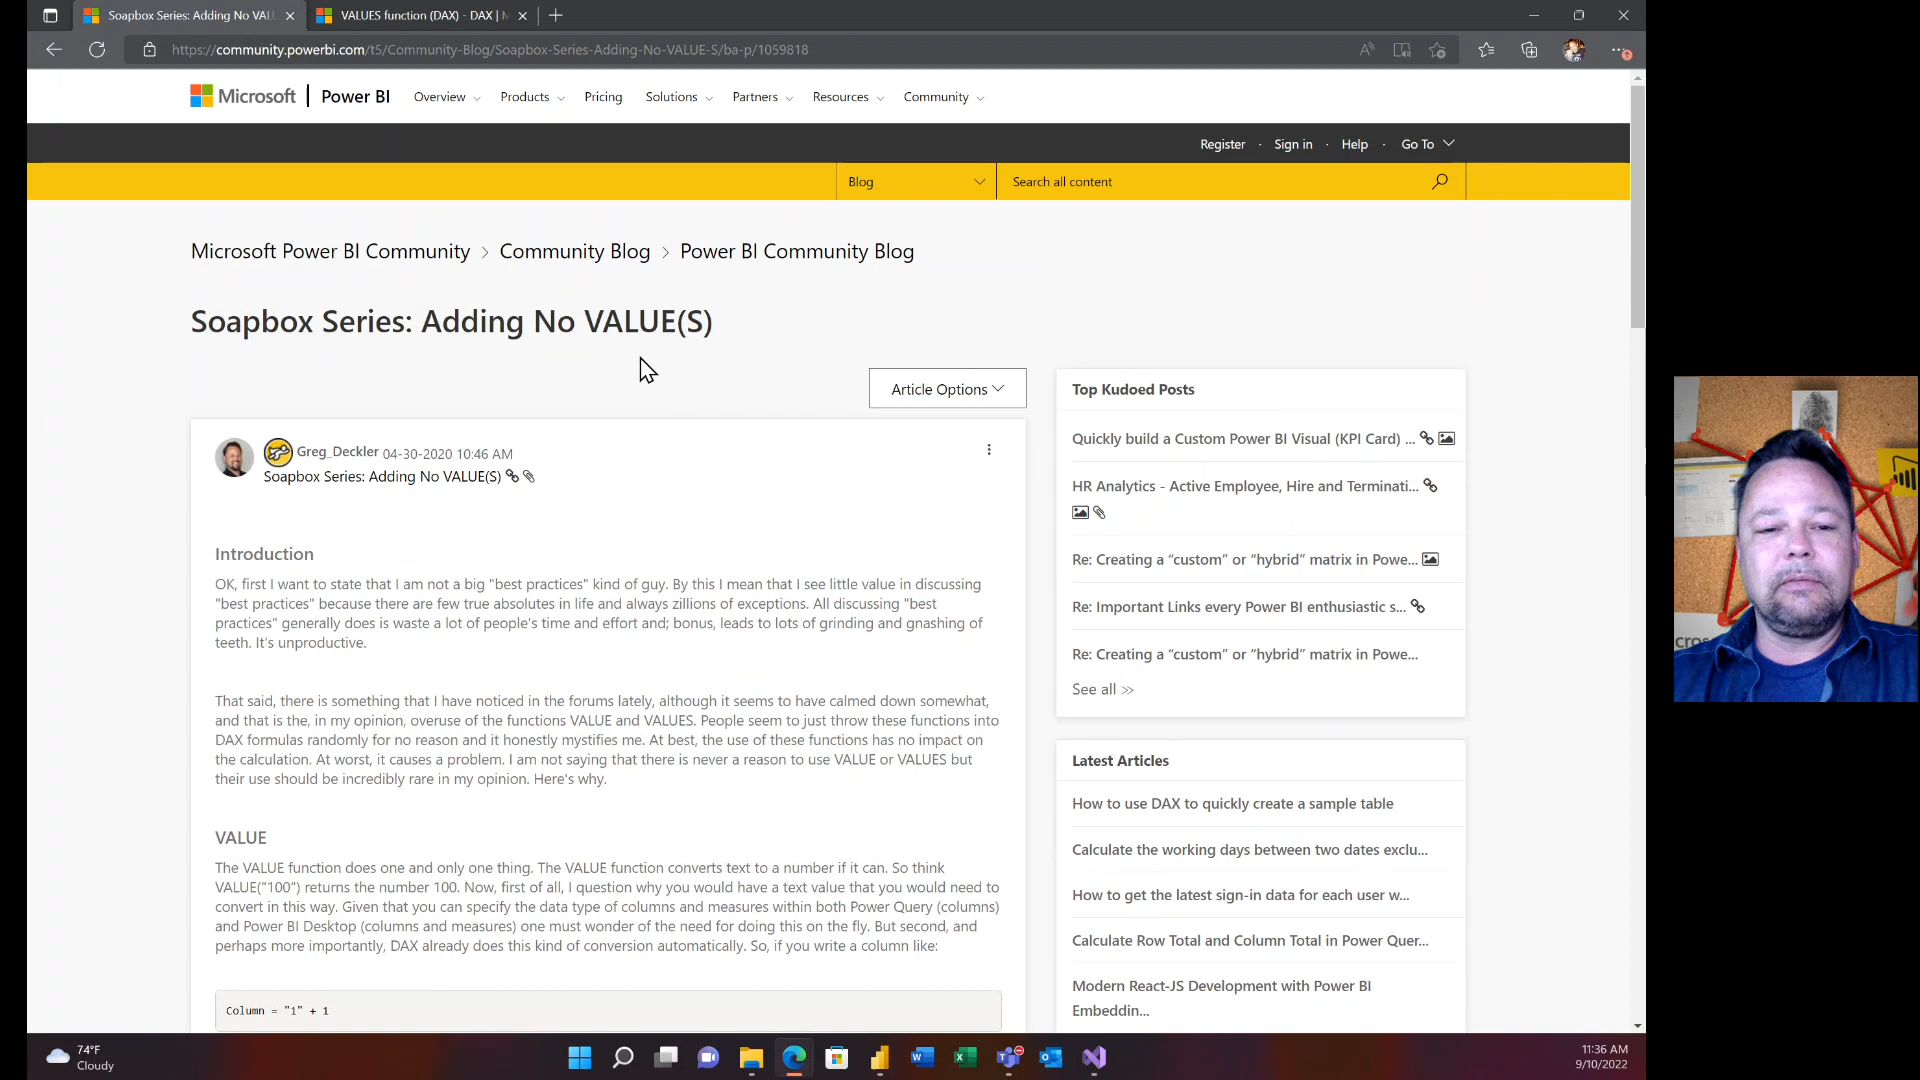 Soapbox Series: Adding No VAL
VALUES function (DAX) - DAX | M
https://community.powerbi.com/t5/Community-Blog/Soapbox-Series-Adding-No-VALUE-S/ba-p/1059818
Microsoft | Power BI Overview Products Pricing Solutions Partners Resources Community
Register · Sign in · Help · Go To
Blog Search all content
Microsoft Power BI Community > Community Blog > Power BI Community Blog
Soapbox Series: Adding No VALUE(S)
Article Options
Greg_Deckler 04-30-2020 10:46 AM
Soapbox Series: Adding No VALUE(S)
Introduction
OK, first I want to state that I am not a big "best practices" kind of guy. By this I mean that I see little value in discussing
"best practices" because there are few true absolutes in life and always zillions of exceptions. All discussing "best
practices" generally does is waste a lot of people's time and effort and; bonus, leads to lots of grinding and gnashing of
teeth. It's unproductive.
That said, there is something that I have noticed in the forums lately, although it seems to have calmed down somewhat,
and that is the, in my opinion, overuse of the functions VALUE and VALUES. People seem to just throw these functions into
DAX formulas randomly for no reason and it honestly mystifies me. At best, the use of these functions has no impact on
the calculation. At worst, it causes a problem. I am not saying that there is never a reason to use VALUE or VALUES but
their use should be incredibly rare in my opinion. Here's why.
VALUE
The VALUE function does one and only one thing. The VALUE function converts text to a number if it can. So think
VALUE("100") returns the number 100. Now, first of all, I question why you would have a text value that you would need to
convert in this way. Given that you can specify the data type of columns and measures within both Power Query (columns)
and Power BI Desktop (columns and measures) one must wonder of the need for doing this on the fly. But second, and
perhaps more importantly, DAX already does this kind of conversion automatically. So, if you write a column like:
Column = "1" + 1
Top Kudoed Posts
Quickly build a Custom Power BI Visual (KPI Card) ...
HR Analytics - Active Employee, Hire and Terminati...
Re: Creating a “custom” or “hybrid” matrix in Powe...
Re: Important Links every Power BI enthusiastic s...
Re: Creating a “custom” or “hybrid” matrix in Powe...
See all >>
Latest Articles
How to use DAX to quickly create a sample table
Calculate the working days between two dates exclu...
How to get the latest sign-in data for each user w...
Calculate Row Total and Column Total in Power Quer...
Modern React-JS Development with Power BI
Embeddin...
74°F
Cloudy
11:36 AM
9/10/2022